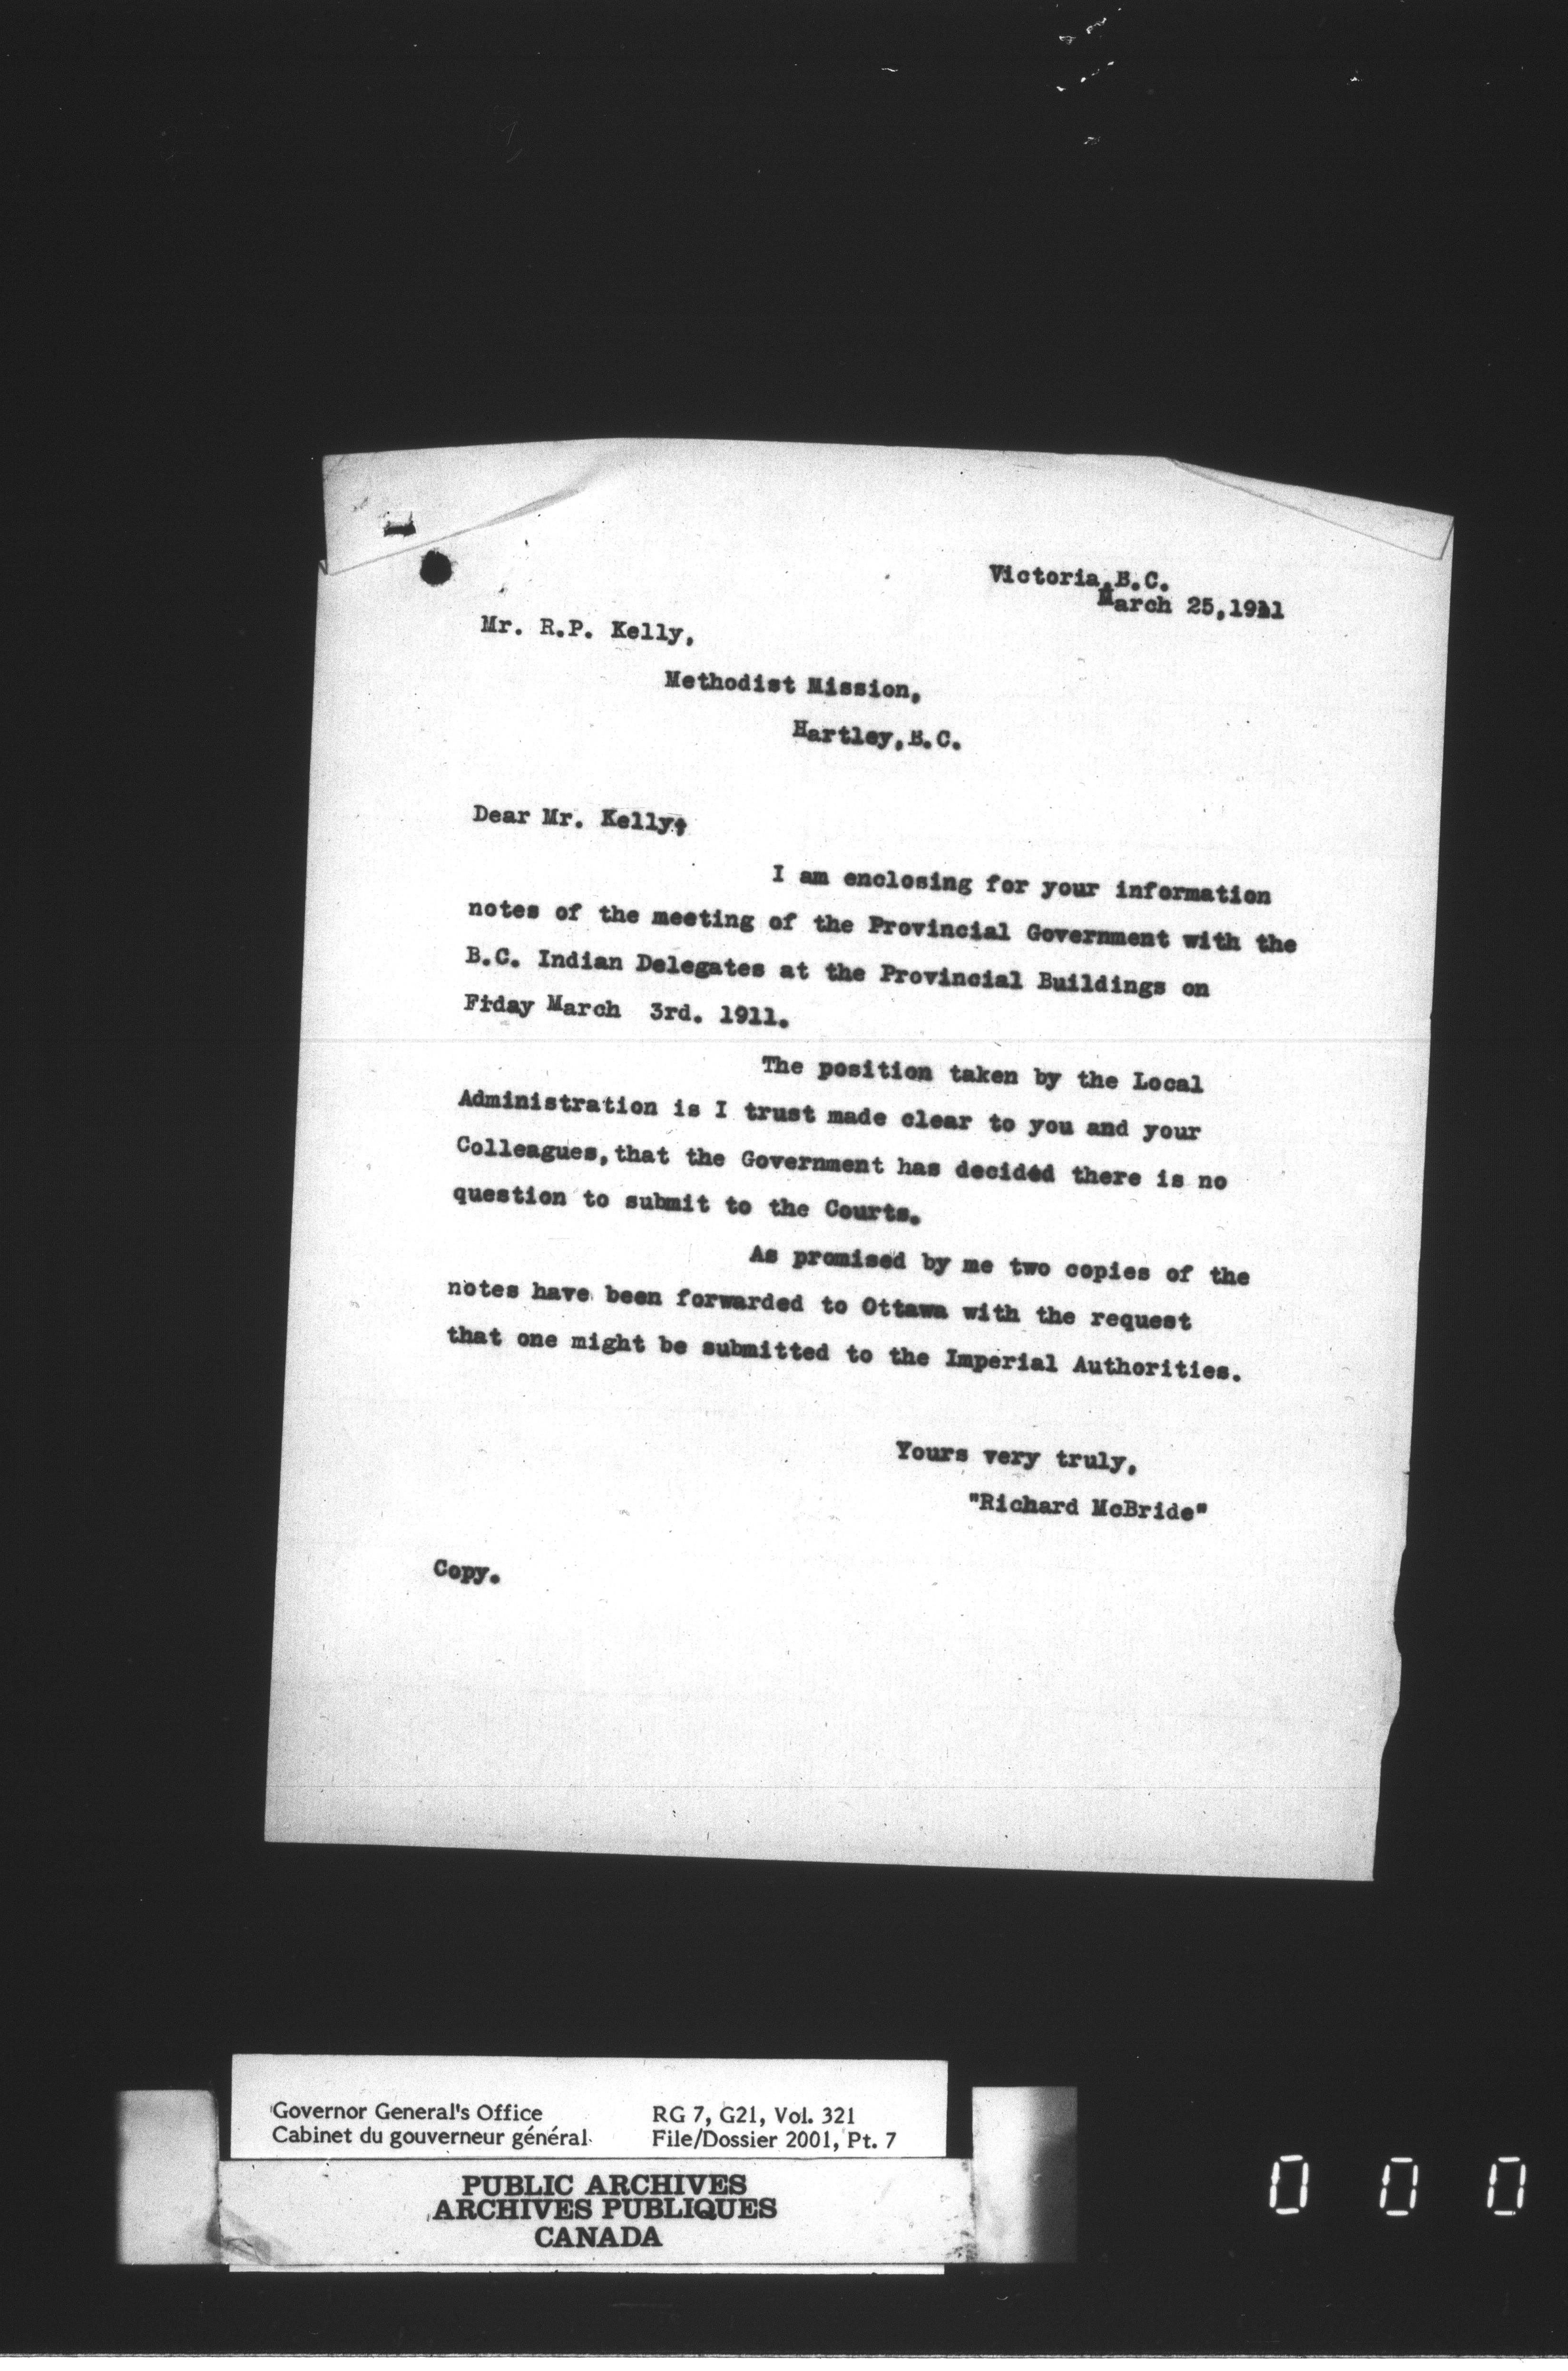 Victoria,B.C.
March 25,1911
Mr. R.P. Kelly,
Methodist Mission,
Hartley,B.C.
Dear Mr. Kelly,
I am enclosing for your information
notes of the meeting of the Provincial Government with the
B.C. Indian Delegates at the Provincial Buildings on
Friday March 3rd. 1911.
The position taken by the Local
Administration is I trust made clear to you and your
Colleagues,that the Government has decided there is no
question to submit to the Courts.
As promised by me two copies of the
notes have been forwarded to Ottawa with the request
that one might be submitted to the Imperial Authorities.
Yours very truly,
"Richard McBride"
Copy.
Governor General's Office RG 7, G21, Vol. 321
Cabinet du gouverneur général File/Dossier 2001, Pt. 7
PUBLIC ARCHIVES
ARCHIVES PUBLIQUES
CANADA
0 0 0